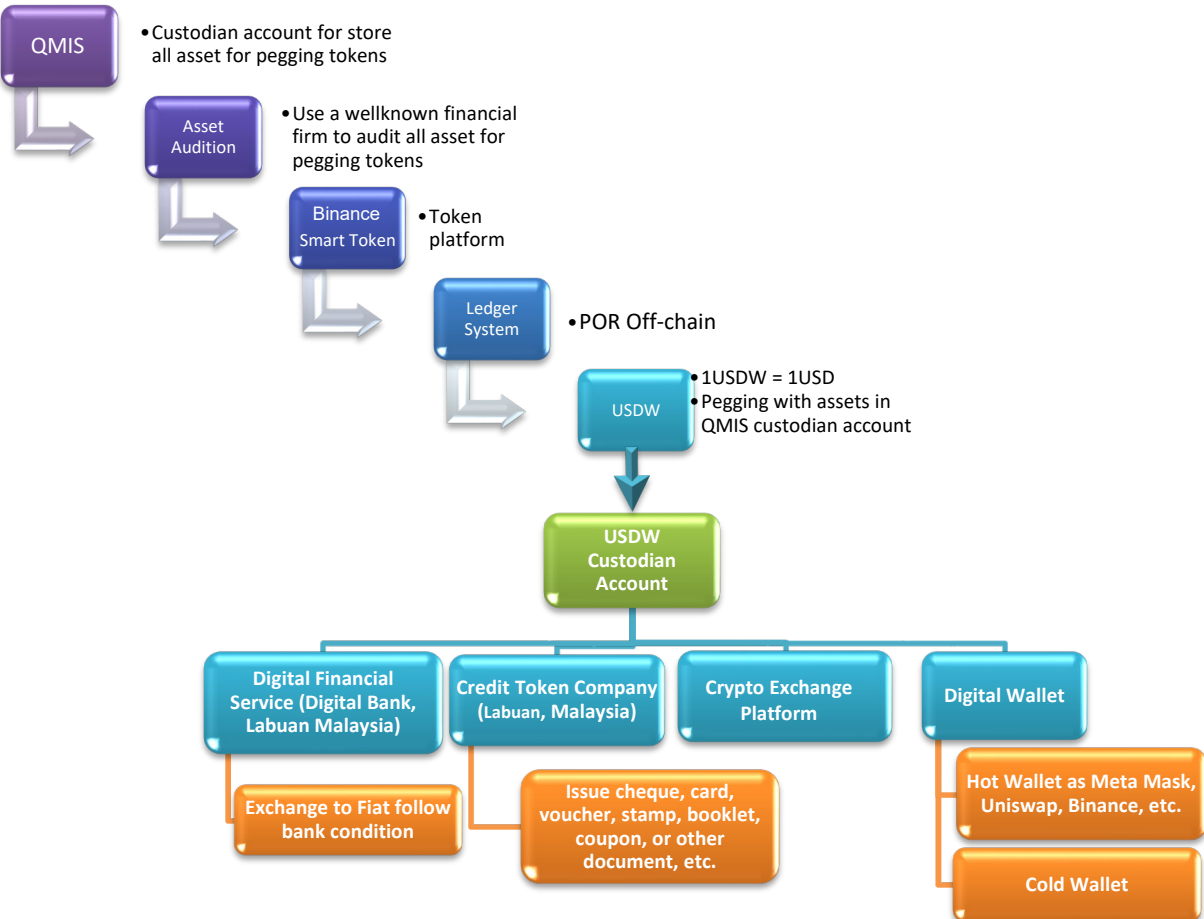 QMIS
•Custodian account for store
all asset for pegging tokens
Asset
Audition
•Use a wellknown financial
firm to audit all asset for
pegging tokens
Binance
Smart Token
•Token
platform
Ledger
System
•POR Off-chain
USDW
•1USDW = 1USD
•Pegging with assets in
QMIS custodian account
USDW
Custodian
Account
Digital Financial
Service (Digital Bank,
Labuan Malaysia)
Credit Token Company
(Labuan, Malaysia)
Crypto Exchange
Platform
Digital Wallet
Exchange to Fiat follow
bank condition
Issue cheque, card,
voucher, stamp, booklet,
coupon, or other
document, etc.
Hot Wallet as Meta Mask,
Uniswap, Binance, etc.
Cold Wallet